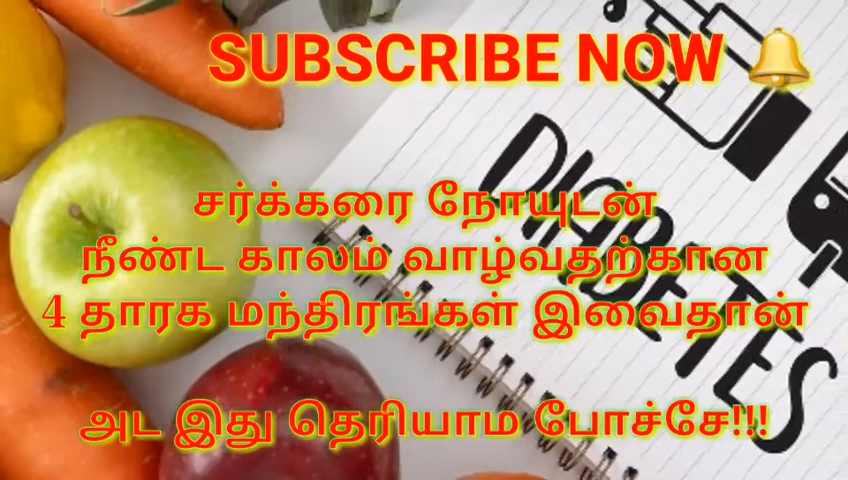 SUBSCRIBE NOW 🔔
DIABETES
சர்க்கரை நோயுடன்
நீண்ட காலம் வாழ்வதற்கான
4 தாரக மந்திரங்கள் இவைதான்
அட இது தெரியாம போச்சே!!!